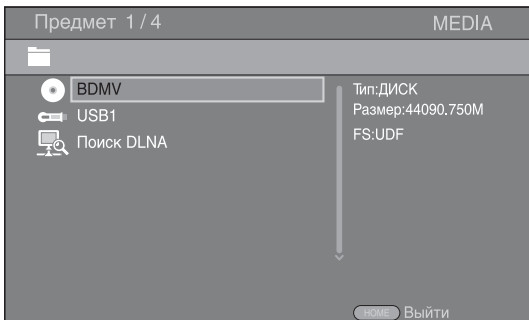 Предмет 1/4
MEDIA
BDMV
USB1
Поиск DLNA
Тип:ДИСК
Размер:44090.750M
FS:UDF
HOME Выйти